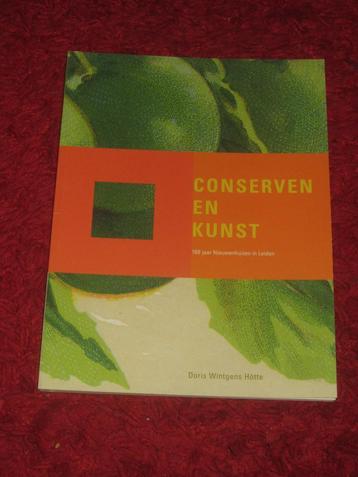 CONSERVEN
EN
KUNST
100 jaar Nieuwenhuizen in Leiden
Doris Wintgens Hötte